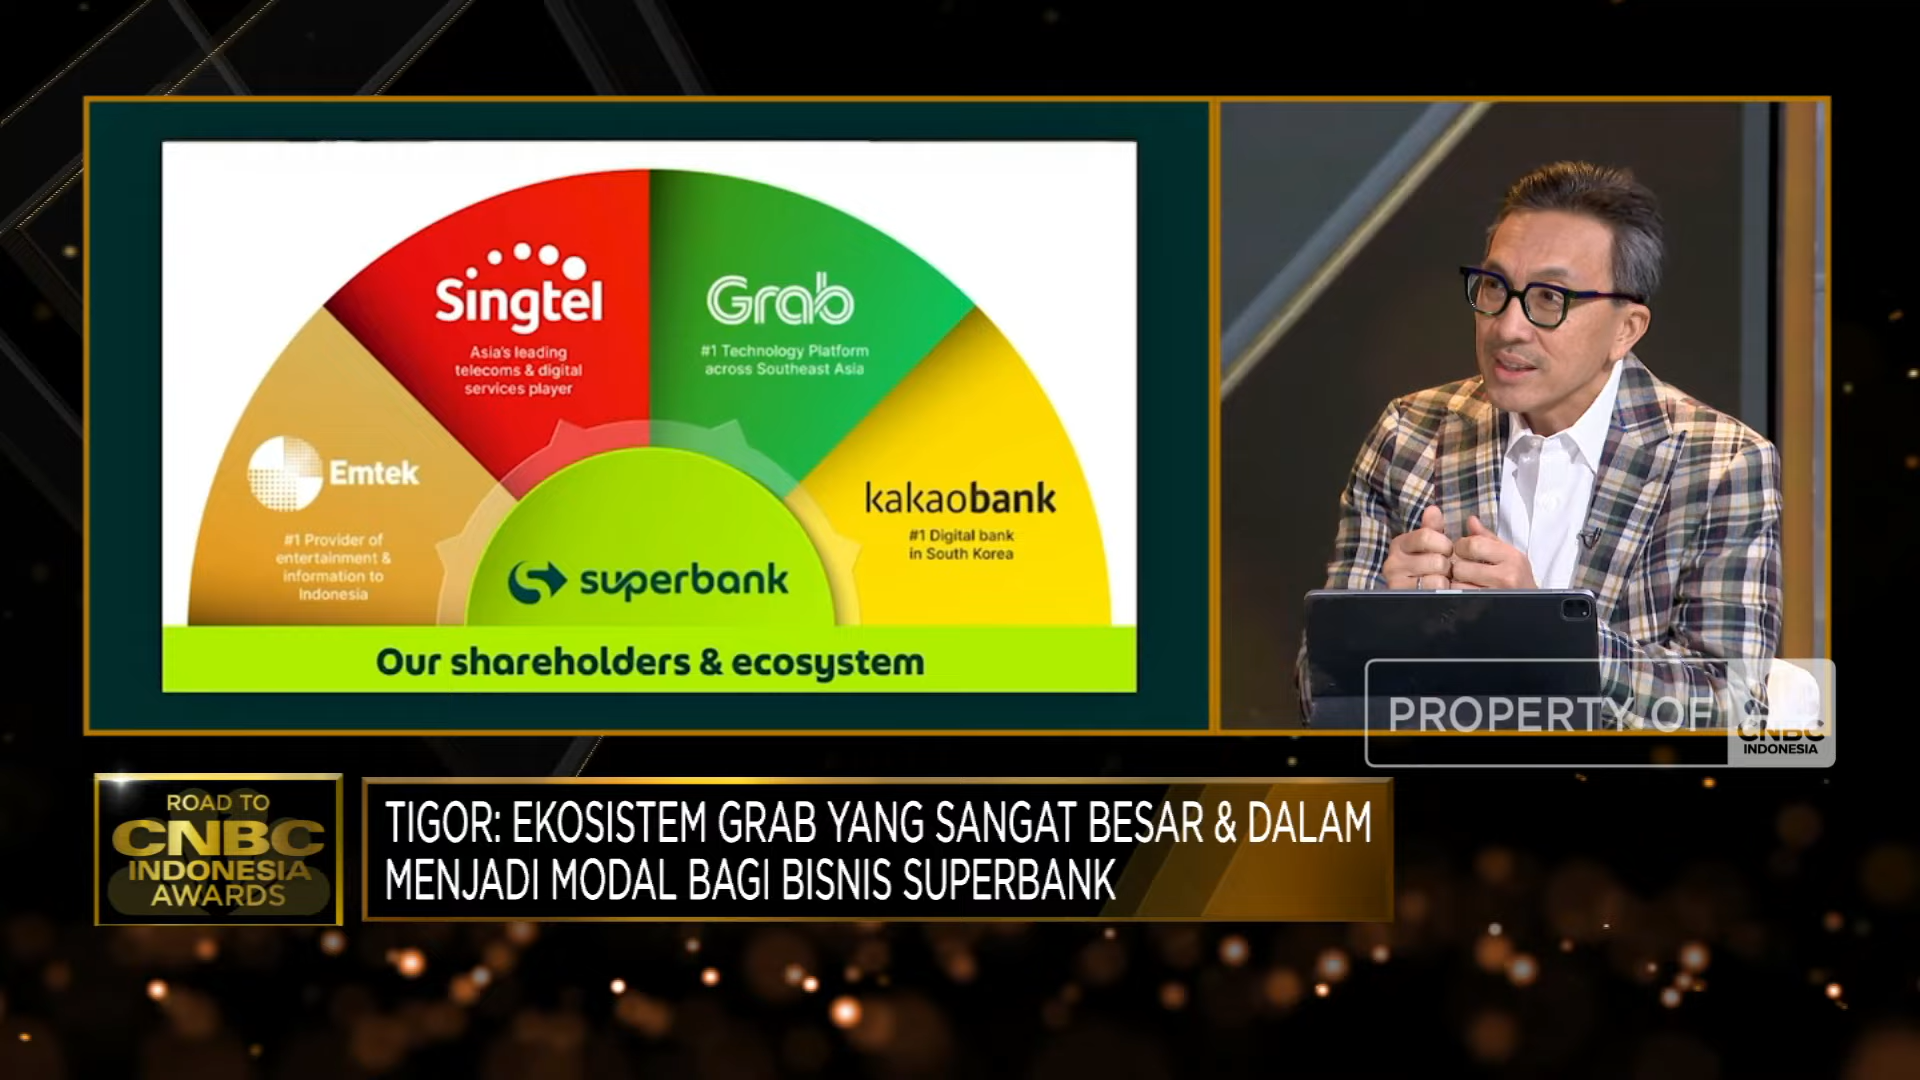 Singtel
Asia's leading
telecoms & digital
services player
Grab
#1 Technology Platform
across Southeast Asia
Emtek
#1 Provider of
entertainment &
information to
Indonesia
kakaobank
#1 Digital bank
in South Korea
superbank
Our shareholders & ecosystem
PROPERTY OF
CNBC
INDONESIA
ROAD TO
CNBC
INDONESIA
AWARDS
TIGOR: EKOSISTEM GRAB YANG SANGAT BESAR & DALAM
MENJADI MODAL BAGI BISNIS SUPERBANK